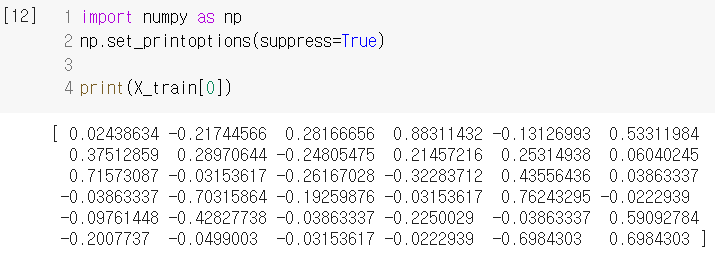 [12] 1 import numpy as np
2 np.set_printoptions(suppress=True)
3
4 print(X_train[0])
[ 0.02438634 -0.21744566 0.28166656 0.88311432 -0.13126993 0.53311984
0.37512859 0.28970644 -0.24805475 0.21457216 0.25314938 0.06040245
0.71573087 -0.03153617 -0.26167028 -0.32283712 0.43556436 0.03863337
-0.03863337 -0.70315864 -0.19259876 -0.03153617 0.76243295 -0.0222939
-0.09761448 -0.42827738 -0.03863337 -0.2250029 -0.03863337 0.59092784
-0.2007737 -0.0499003 -0.03153617 -0.0222939 -0.6984303 0.6984303 ]